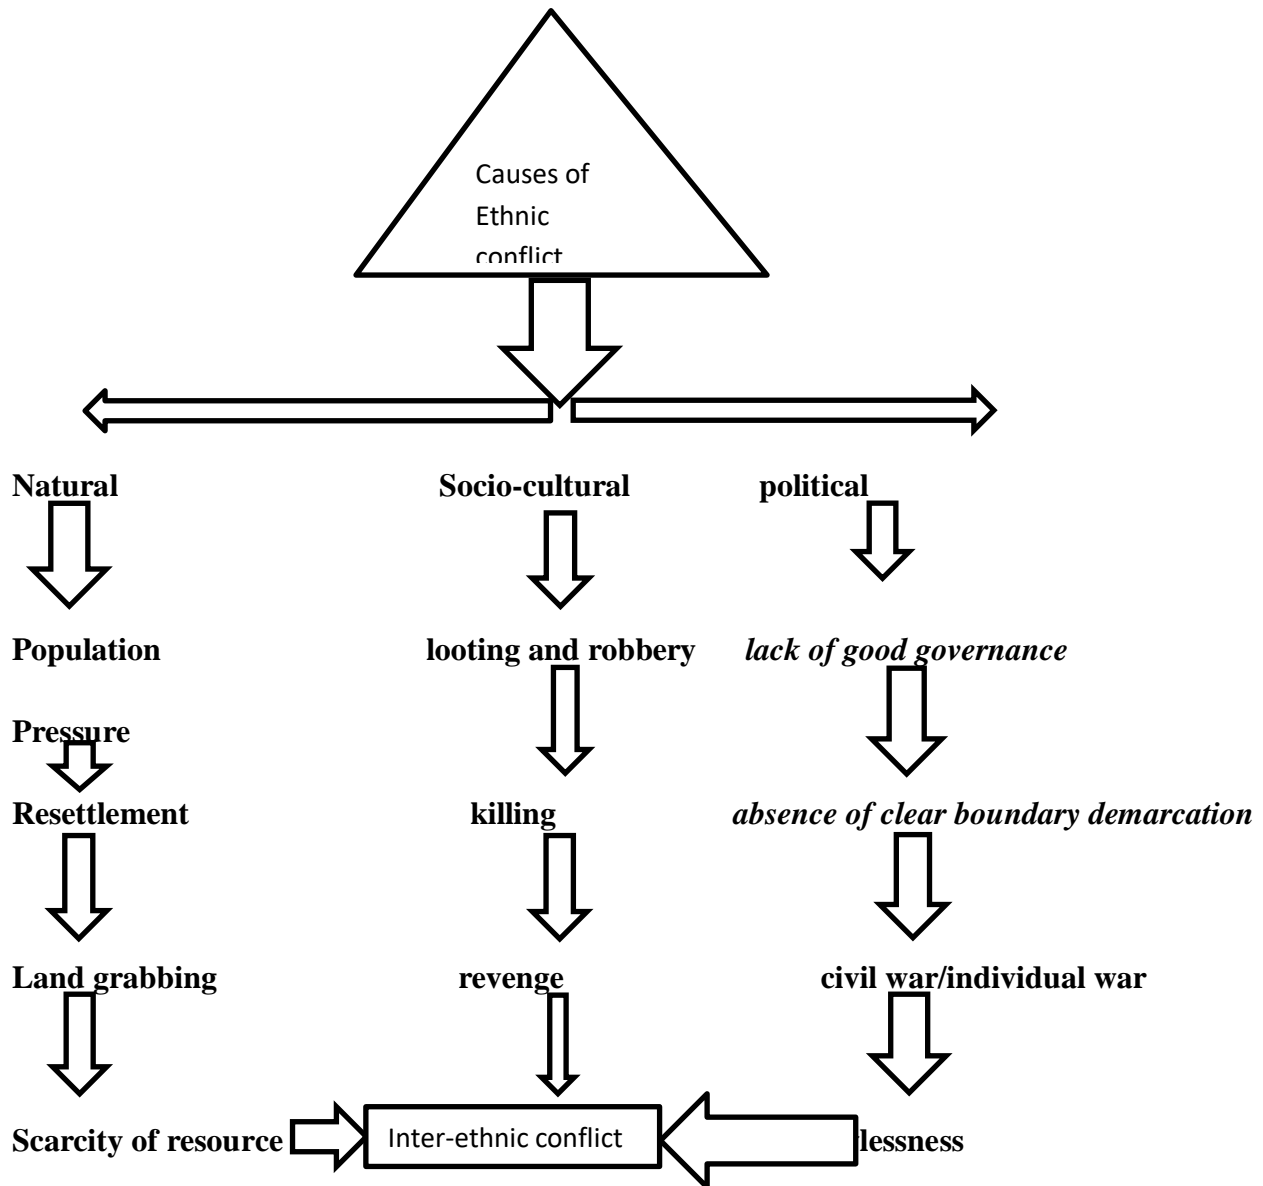 Causes of
Ethnic
conflict
Natural Socio-cultural political
Population looting and robbery lack of good governance
Pressure
Resettlement killing absence of clear boundary demarcation
Land grabbing revenge civil war/individual war
Scarcity of resource Inter-ethnic conflict lessness